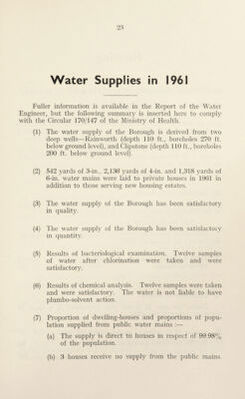 23
Water Supplies in 1961
Fuller information is available in the Report of the Water
Engineer, but the following summary is inserted here to comply
with the Circular 170/147 of the Ministry of Health.
(1) The water supply of the Borough is derived from two
deep wells—Rainworth (depth 110 ft., boreholes 270 ft.
below ground level), and Clipstone (depth 110 ft., boreholes
200 ft. below ground level).
(2) 542 yards of 3-in., 2,136 yards of 4-in. and 1,318 yards of
6-in. water mains were laid to private houses in 1961 in
addition to those serving new housing estates.
(3) The water supply of the Borough has been satisfactory
in quality.
(4) The water supply of the Borough has been satisfactory
in quantity.
(5) Results of bacteriological examination. Twelve samples
of water after chlorination were taken and were
satisfactory.
(6) Results of chemical analysis. Twelve samples were taken
and were satisfactory. The water is not liable to have
plumbo-solvent action.
(7) Proportion of dwelling-houses and proportions of popu-
lation supplied from public water mains :—
(a) The supply is direct to houses in respect of 99.98%
of the population.
(b) 3 houses receive no supply from the public mains.